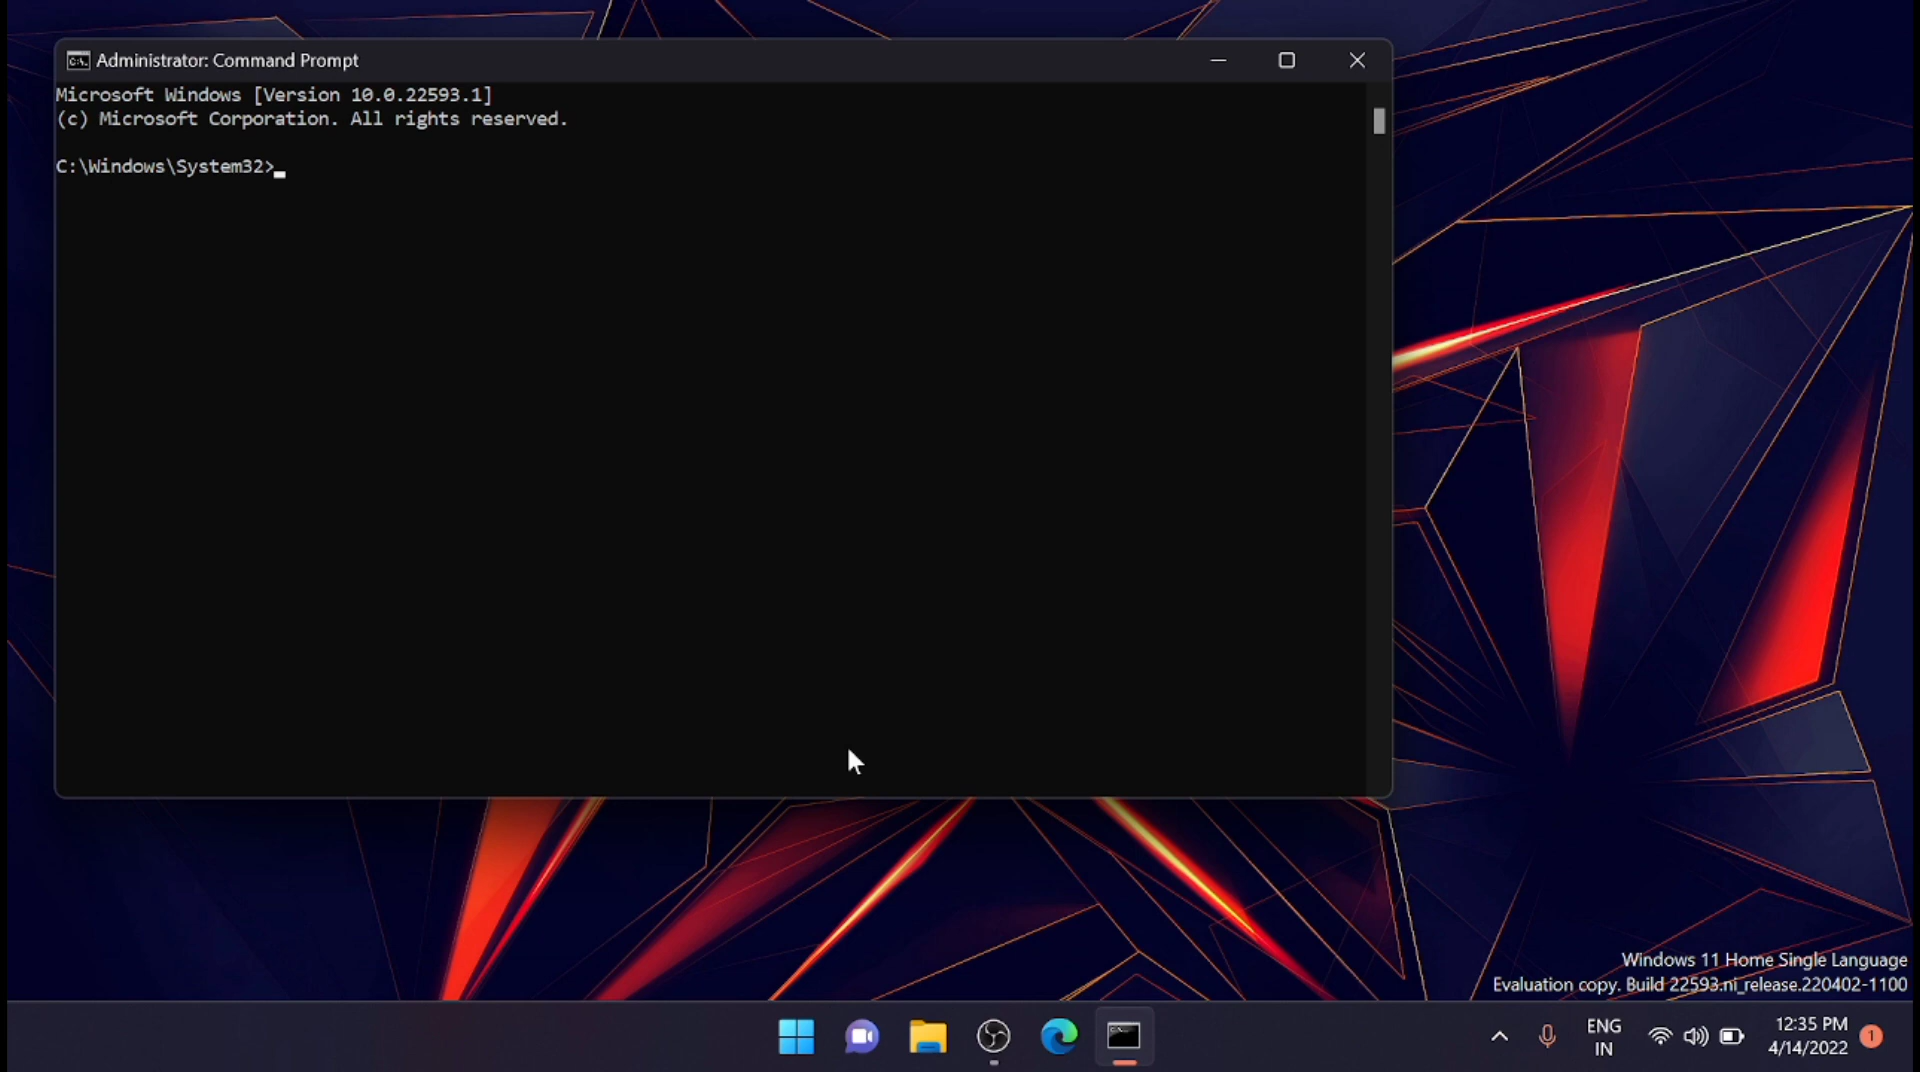 Administrator: Command Prompt
Microsoft Windows [Version 10.0.22593.1]
(c) Microsoft Corporation. All rights reserved.
C:\Windows\System32>
Windows 11 Home Single Language
Evaluation copy. Build 22593.ni_release.220402-1100
ENG
IN
12:35 PM
4/14/2022
1